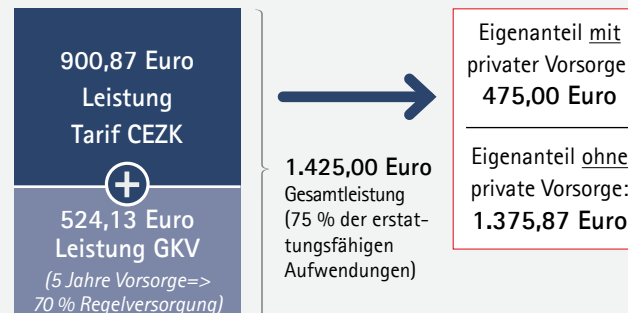 900,87 Euro
Leistung
Tarif CEZK
+
524,13 Euro
Leistung GKV
(5 Jahre Vorsorge=>
70 % Regelversorgung)
1.425,00 Euro
Gesamtleistung
(75 % der erstat-
tungsfähigen
Aufwendungen)
Eigenanteil mit
privater Vorsorge
475,00 Euro
Eigenanteil ohne
private Vorsorge:
1.375,87 Euro